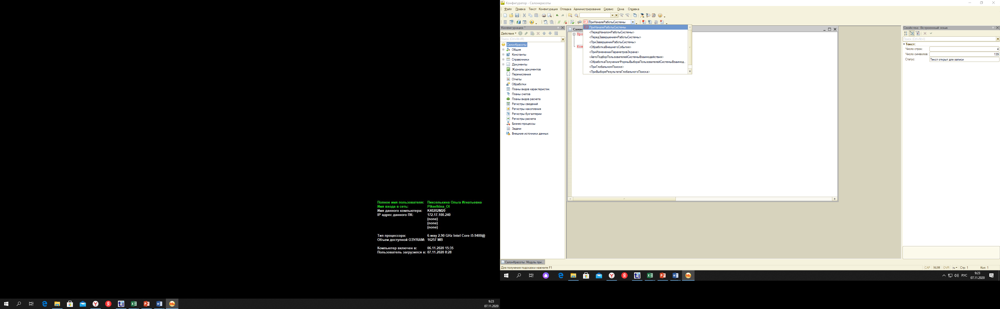 Полное имя пользователя: Пикселькина Ольга Игнатьевна
Имя входа в сеть: Pikselkina_OI
Имя данного компьютера: K40202M20
IP адрес данного ПК: 172.17.100.240
(none)
(none)
(none)
Тип процессора: 6-way 2.90 GHz Intel Core i5-9400@
Объем доступной ОЗУ/RAM: 16257 MB
Компьютер включен в: 06.11.2020 15:35
Пользователь загрузился в: 07.11.2020 8:28
9:23
07.11.2020
Конфигуратор - Салонкрасоты
Файл Правка Текст Конфигурация Отладка Администрирование Сервис Окна Справка
ПриНачалеРаботыСистемы
Конфигурация *
Действия
Поиск (Ctrl+Alt+M)
СалонКрасоты
Общие
Константы
Справочники
Документы
Журналы документов
Перечисления
Отчеты
Обработки
Планы видов характеристик
Планы счетов
Планы видов расчета
Регистры сведений
Регистры накопления
Регистры бухгалтерии
Регистры расчета
Бизнес-процессы
Задачи
Внешние источники данных
Салон
Про
Кон
ПриНачалеРаботыСистемы
<ПередНачаломРаботыСистемы>
<ПередЗавершениемРаботыСистемы>
<ПриЗавершенииРаботыСистемы>
<ОбработкаВнешнегоСобытия>
<ПриИзмененииПараметровЭкрана>
<АвтоПодборПользователейСистемыВзаимодействия>
<ОбработкаПолученияФормыВыбораПользователейСистемыВзаимод...
<ПриГлобальномПоиске>
<ПриВыбореРезультатаГлобальногоПоиска>
Свойства: Встроенный язык
Поиск (Ctrl+Alt+I)
Текст:
Число строк: 4
Число символов: 139
Статус: Текст открыт для записи
СалонКрасоты: Модуль при...
Для получения подсказки нажмите F1
CAP NUM OVR ru Стр: 1 Кол: 1
РУС
9:23
07.11.2020